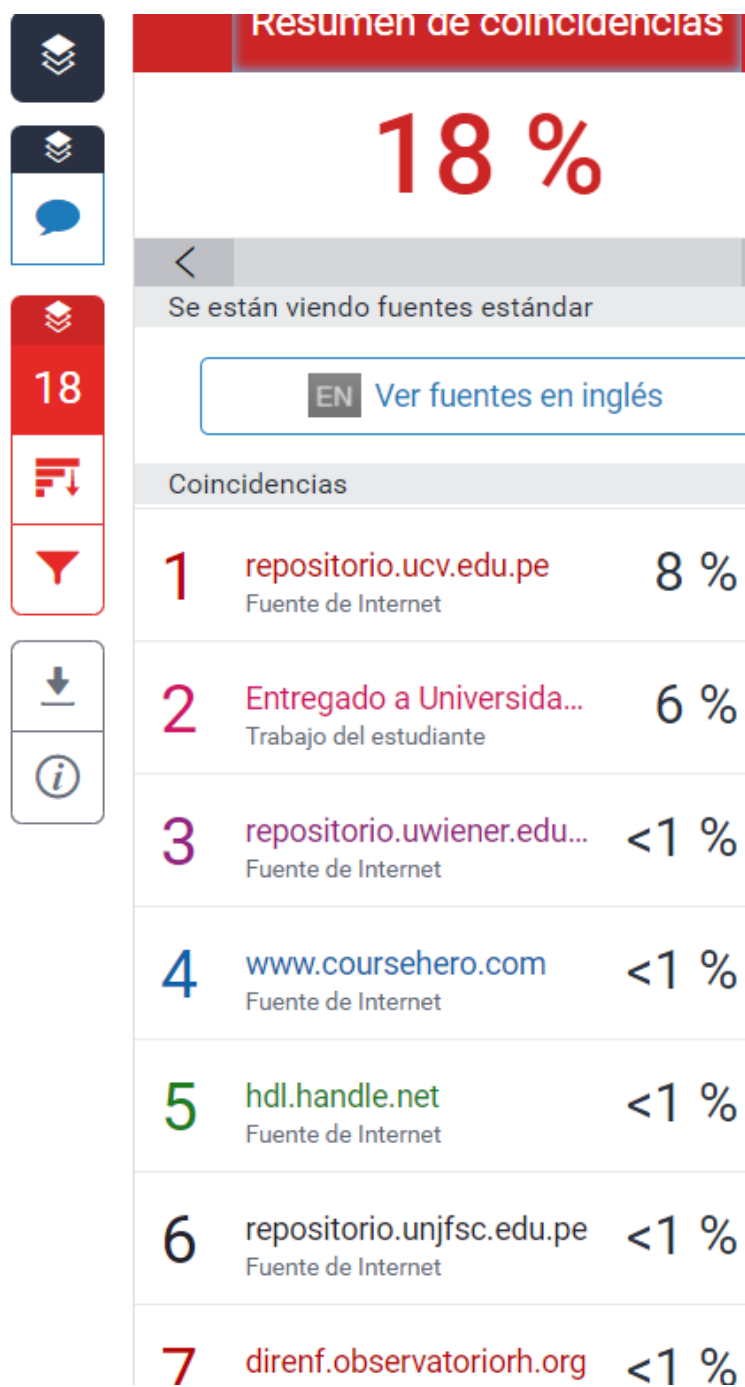 Resumen de coincidencias
18 %
Se están viendo fuentes estándar
18
EN Ver fuentes en inglés
Coincidencias
1 repositorio.ucv.edu.pe 8 %
Fuente de Internet
2 Entregado a Universida... 6 %
Trabajo del estudiante
3 repositorio.uwiener.edu... <1 %
Fuente de Internet
4 www.coursehero.com <1 %
Fuente de Internet
5 hdl.handle.net <1 %
Fuente de Internet
6 repositorio.unjfsc.edu.pe <1 %
Fuente de Internet
7 direnf.observatoriorh.org <1 %